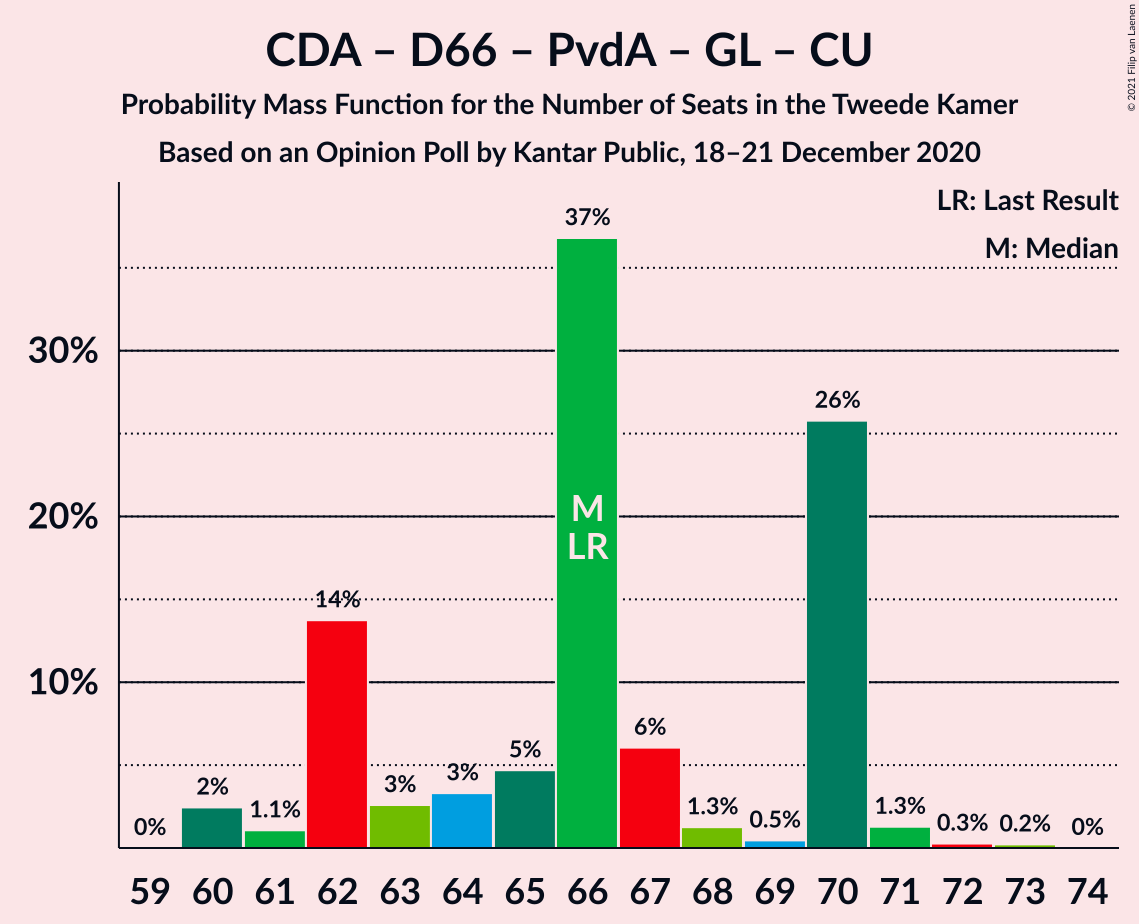 CDA – D66 – PvdA – GL – CU
Probability Mass Function for the Number of Seats in the Tweede Kamer
Based on an Opinion Poll by Kantar Public, 18–21 December 2020
© 2021 Filip van Laenen
LR: Last Result
M: Median
30%
20%
10%
0%
2%
1.1%
14%
3%
3%
5%
37%
M
LR
6%
1.3%
0.5%
26%
1.3%
0.3%
0.2%
0%
59 60 61 62 63 64 65 66 67 68 69 70 71 72 73 74